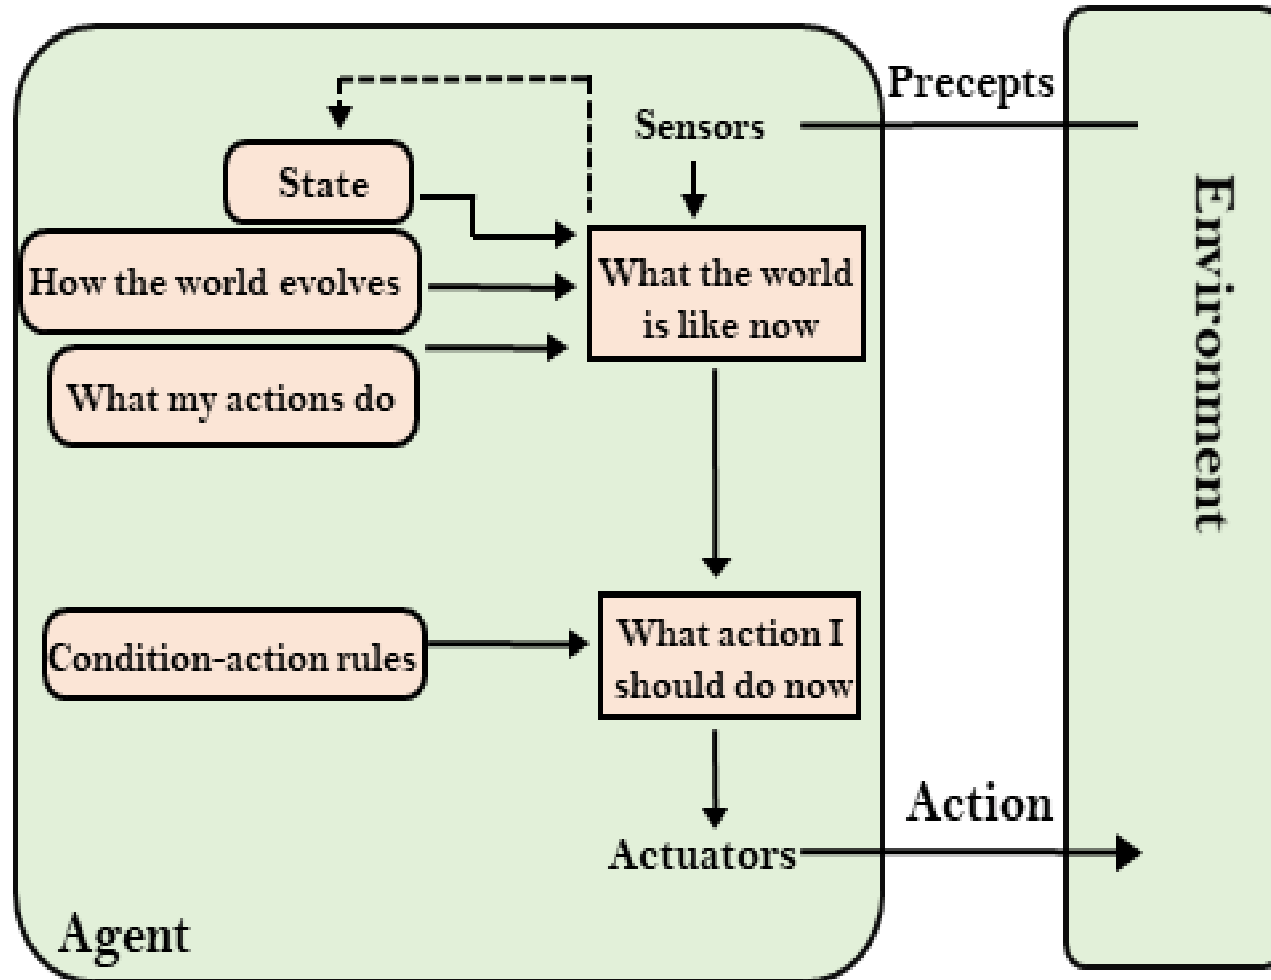 Precepts
Sensors
State
How the world evolves
What the world
is like now
What my actions do
Environment
Condition-action rules
What action I
should do now
Action
Actuators
Agent